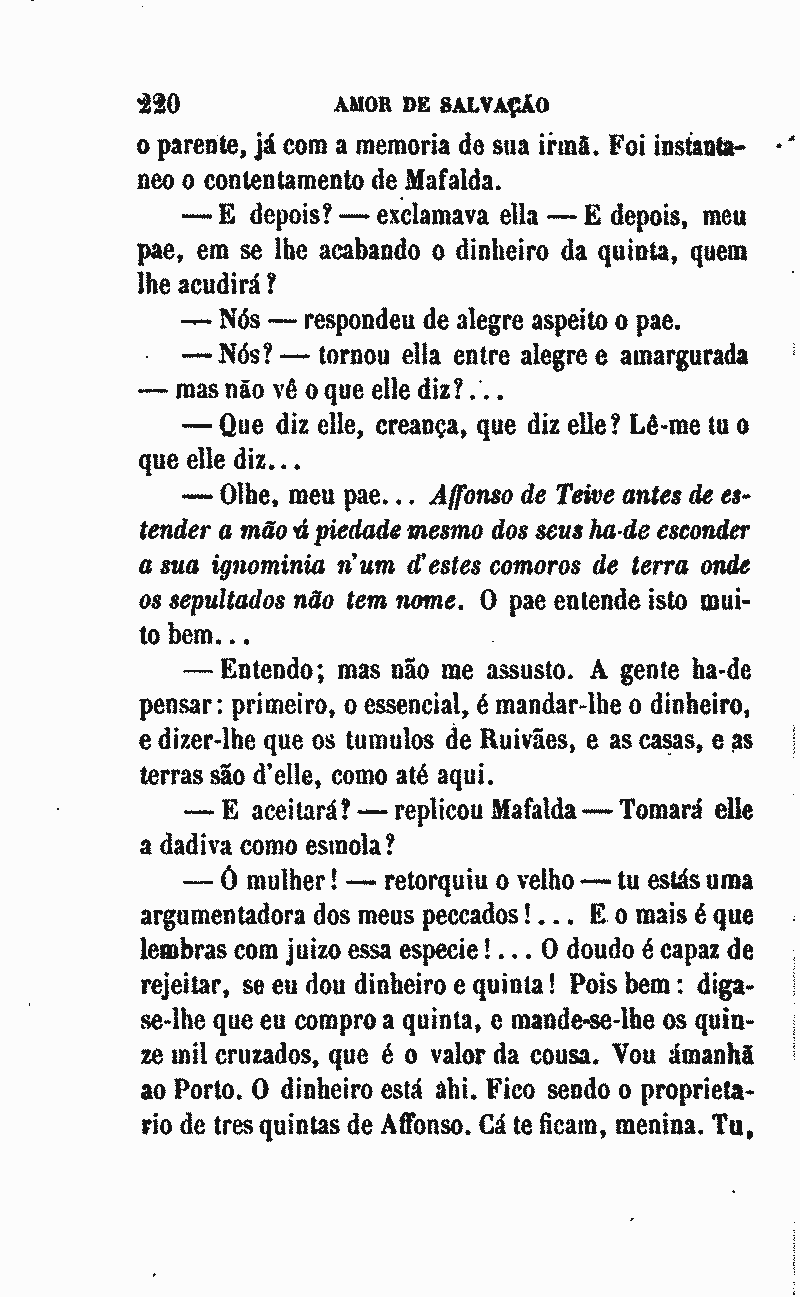 220 AMOR DE SALVAÇÃO
o parente, já com a memoria de sua irmã. Foi instanta-
neo o contentamento de Mafalda.
— E depois? — exclamava ella — E depois, meu
pae, em se lhe acabando o dinheiro da quinta, quem
lhe acudirá?
— Nós — respondeu de alegre aspeito o pae.
— Nós? — tornou ella entre alegre e amargurada
— mas não vê o que elle diz?...
— Que diz elle, creança, que diz elle? Lê-me tu o
que elle diz...
— Olhe, meu pae... Affonso de Teive antes de es-
tender a mão á piedade mesmo dos seus ha-de esconder
a sua ignominia n'um d'estes comoros de terra onde
os sepultados não tem nome. O pae entende isto mui-
to bem...
— Entendo; mas não me assusto. A gente ha-de
pensar: primeiro, o essencial, é mandar-lhe o dinheiro,
e dizer-lhe que os tumulos de Ruivães, e as casas, e as
terras são d'elle, como até aqui.
— E aceitará? — replicou Mafalda — Tomará elle
a dadiva como esmola?
— Ó mulher! — retorquiu o velho — tu estás uma
argumentadora dos meus peccados!... E o mais é que
lembras com juizo essa especie!... O doudo é capaz de
rejeitar, se eu dou dinheiro e quinta! Pois bem: diga-
se-lhe que eu compro a quinta, e mande-se-lhe os quin-
ze mil cruzados, que é o valor da cousa. Vou ámanhã
ao Porto. O dinheiro está ahi. Fico sendo o proprieta-
rio de tres quintas de Affonso. Cá te ficam, menina. Tu,